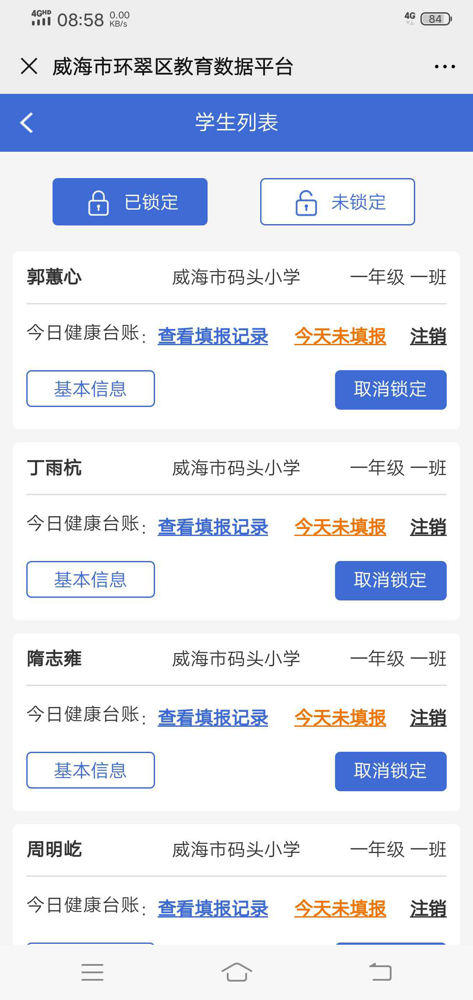 4GHD 08:58 0.00 KB/s 4G 84
威海市环翠区教育数据平台
学生列表
已锁定 未锁定
郭蕙心 威海市码头小学 一年级 一班
今日健康台账: 查看填报记录 今天未填报 注销
基本信息 取消锁定
丁雨杭 威海市码头小学 一年级 一班
今日健康台账: 查看填报记录 今天未填报 注销
基本信息 取消锁定
隋志雍 威海市码头小学 一年级 一班
今日健康台账: 查看填报记录 今天未填报 注销
基本信息 取消锁定
周明屹 威海市码头小学 一年级 一班
今日健康台账: 查看填报记录 今天未填报 注销